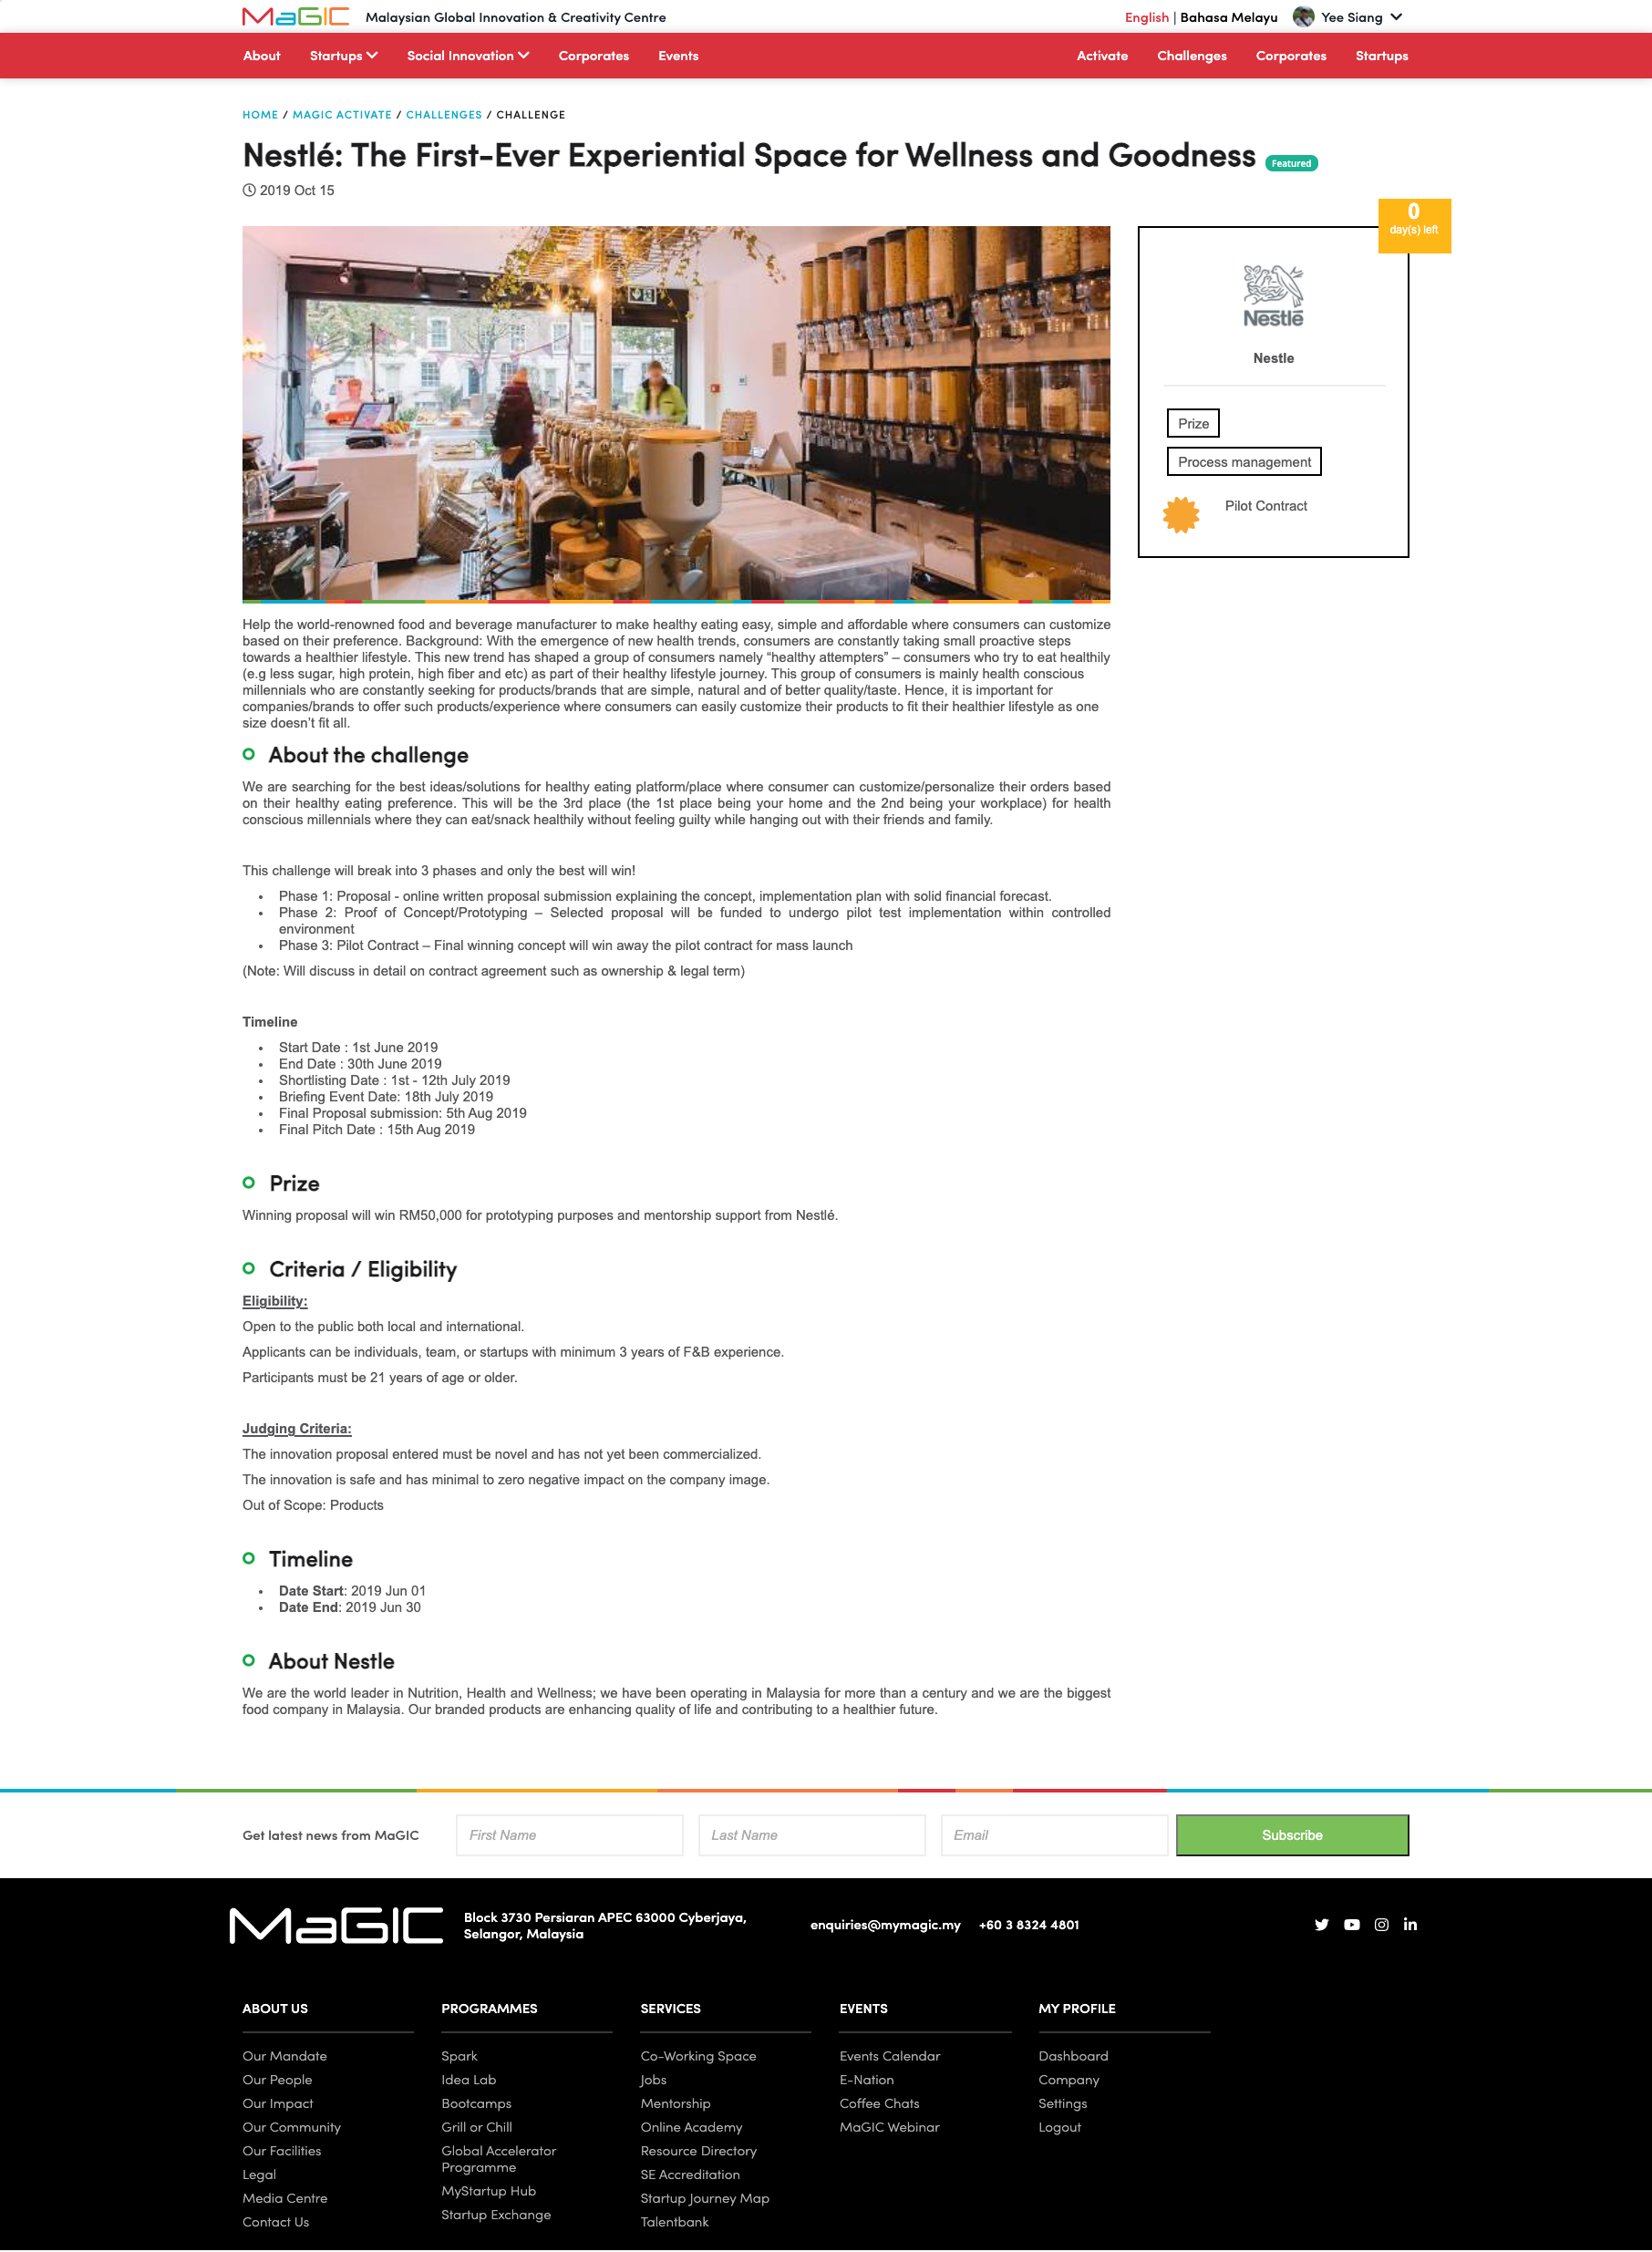 MaGIC Malaysian Global Innovation & Creativity Centre English | Bahasa Melayu Yee Siang
About Startups Social Innovation Corporates Events Activate Challenges Corporates Startups
HOME / MAGIC ACTIVATE / CHALLENGES / CHALLENGE
Nestlé: The First-Ever Experiential Space for Wellness and Goodness Featured
2019 Oct 15
0
day(s) left
Nestlé
Nestle
Prize
Process management
Pilot Contract
Help the world-renowned food and beverage manufacturer to make healthy eating easy, simple and affordable where consumers can customize
based on their preference. Background: With the emergence of new health trends, consumers are constantly taking small proactive steps
towards a healthier lifestyle. This new trend has shaped a group of consumers namely “healthy attempters” – consumers who try to eat healthily
(e.g less sugar, high protein, high fiber and etc) as part of their healthy lifestyle journey. This group of consumers is mainly health conscious
millennials who are constantly seeking for products/brands that are simple, natural and of better quality/taste. Hence, it is important for
companies/brands to offer such products/experience where consumers can easily customize their products to fit their healthier lifestyle as one
size doesn’t fit all.
About the challenge
We are searching for the best ideas/solutions for healthy eating platform/place where consumer can customize/personalize their orders based
on their healthy eating preference. This will be the 3rd place (the 1st place being your home and the 2nd being your workplace) for health
conscious millennials where they can eat/snack healthily without feeling guilty while hanging out with their friends and family.
This challenge will break into 3 phases and only the best will win!
• Phase 1: Proposal - online written proposal submission explaining the concept, implementation plan with solid financial forecast.
• Phase 2: Proof of Concept/Prototyping – Selected proposal will be funded to undergo pilot test implementation within controlled
environment
• Phase 3: Pilot Contract – Final winning concept will win away the pilot contract for mass launch
(Note: Will discuss in detail on contract agreement such as ownership & legal term)
Timeline
• Start Date : 1st June 2019
• End Date : 30th June 2019
• Shortlisting Date : 1st - 12th July 2019
• Briefing Event Date: 18th July 2019
• Final Proposal submission: 5th Aug 2019
• Final Pitch Date : 15th Aug 2019
Prize
Winning proposal will win RM50,000 for prototyping purposes and mentorship support from Nestlé.
Criteria / Eligibility
Eligibility:
Open to the public both local and international.
Applicants can be individuals, team, or startups with minimum 3 years of F&B experience.
Participants must be 21 years of age or older.
Judging Criteria:
The innovation proposal entered must be novel and has not yet been commercialized.
The innovation is safe and has minimal to zero negative impact on the company image.
Out of Scope: Products
Timeline
• Date Start: 2019 Jun 01
• Date End: 2019 Jun 30
About Nestle
We are the world leader in Nutrition, Health and Wellness; we have been operating in Malaysia for more than a century and we are the biggest
food company in Malaysia. Our branded products are enhancing quality of life and contributing to a healthier future.
Get latest news from MaGIC First Name Last Name Email Subscribe
MaGIC
Block 3730 Persiaran APEC 63000 Cyberjaya,
Selangor, Malaysia
enquiries@mymagic.my +60 3 8324 4801
ABOUT US
Our Mandate
Our People
Our Impact
Our Community
Our Facilities
Legal
Media Centre
Contact Us
PROGRAMMES
Spark
Idea Lab
Bootcamps
Grill or Chill
Global Accelerator
Programme
MyStartup Hub
Startup Exchange
SERVICES
Co-Working Space
Jobs
Mentorship
Online Academy
Resource Directory
SE Accreditation
Startup Journey Map
Talentbank
EVENTS
Events Calendar
E-Nation
Coffee Chats
MaGIC Webinar
MY PROFILE
Dashboard
Company
Settings
Logout